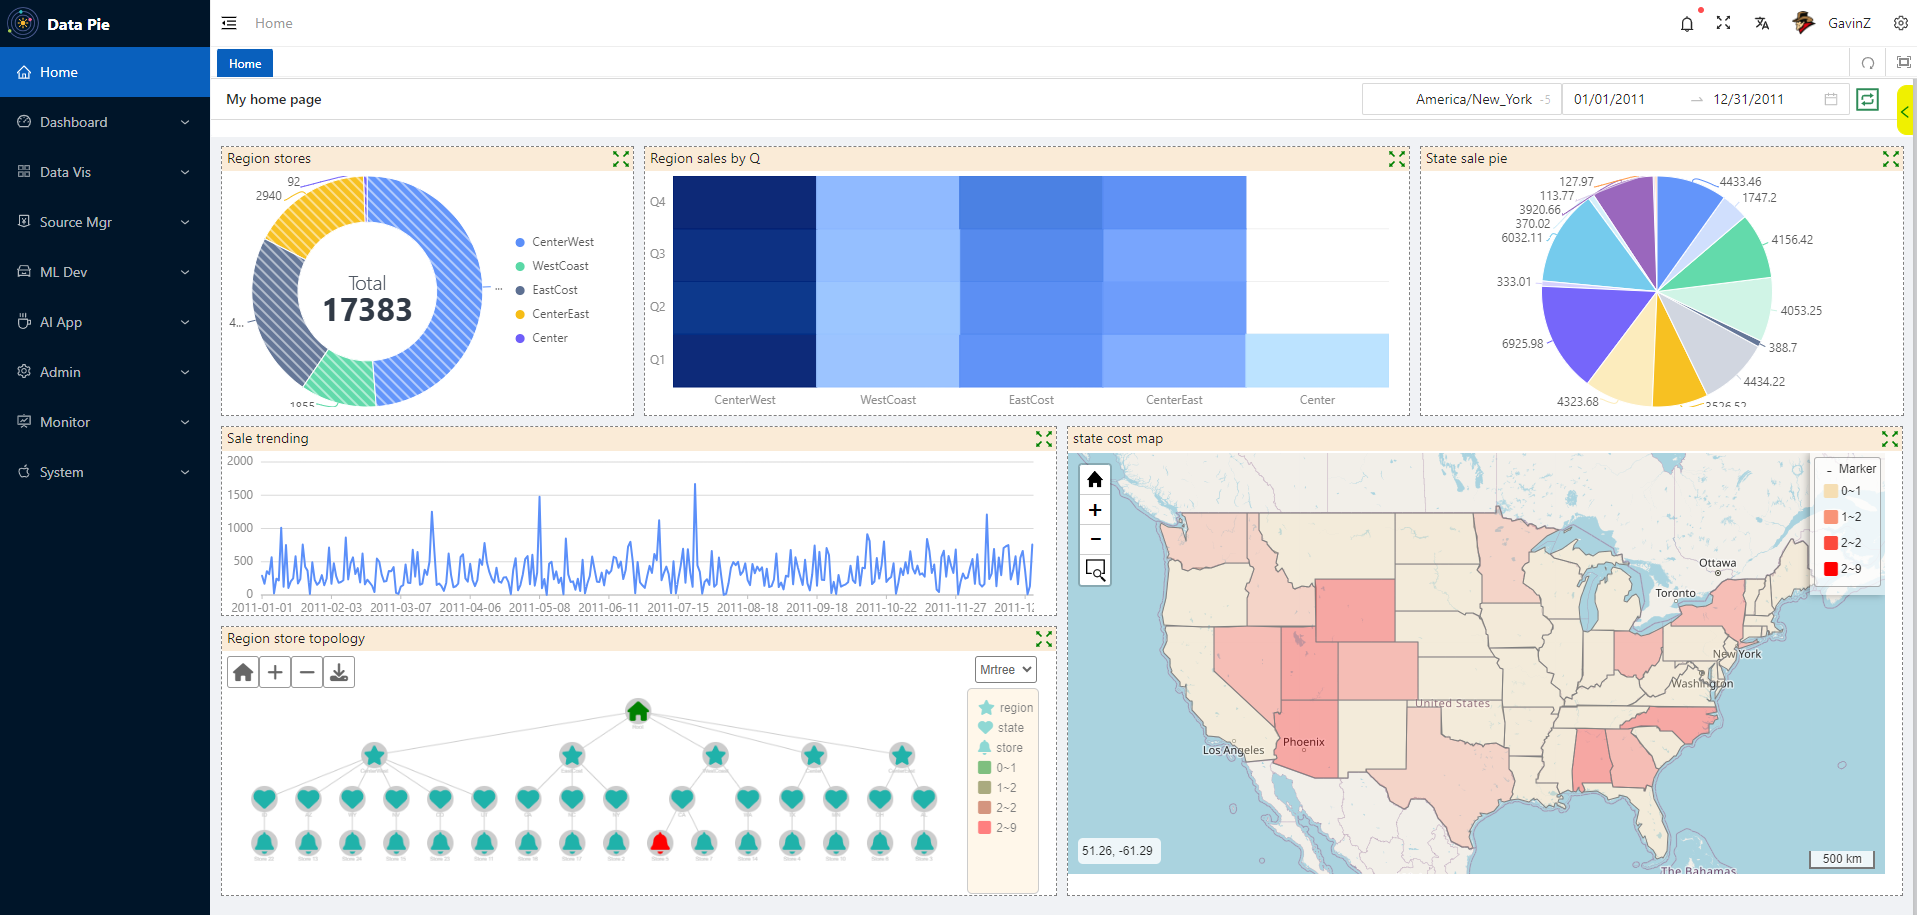 Data Pie
Home
GavinZ
Home
Home
Dashboard
Data Vis
Source Mgr
ML Dev
AI App
Admin
Monitor
System
My home page
America/New_York -5
01/01/2011
12/31/2011
Region stores
92
2940
4...
1855
...
Total
17383
CenterWest
WestCoast
EastCost
CenterEast
Center
Region sales by Q
Q4
Q3
Q2
Q1
CenterWest
WestCoast
EastCost
CenterEast
Center
State sale pie
127.97
113.77
3920.66
370.02
6032.11
333.01
6925.98
4323.68
4433.46
1747.2
4156.42
4053.25
388.7
4434.22
3526.52
Sale trending
2000
1500
1000
500
0
2011-01-01
2011-02-03
2011-03-07
2011-04-06
2011-05-08
2011-06-11
2011-07-15
2011-08-18
2011-09-18
2011-10-22
2011-11-27
2011-12
state cost map
- Marker
0~1
1~2
2~2
2~9
Ottawa
Toronto
New York
Washington
United States
Los Angeles
Phoenix
The Bahamas
51.26, -61.29
500 km
Region store topology
Mrtree
region
state
store
0~1
1~2
2~2
2~9